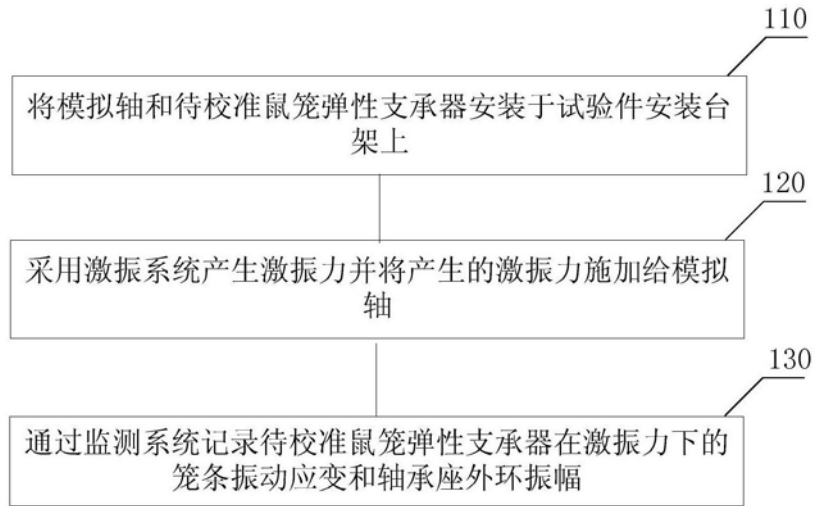 110
将模拟轴和待校准鼠笼弹性支承器安装于试验件安装台
架上
120
采用激振系统产生激振力并将产生的激振力施加给模拟
轴
130
通过监测系统记录待校准鼠笼弹性支承器在激振力下的
笼条振动应变和轴承座外环振幅